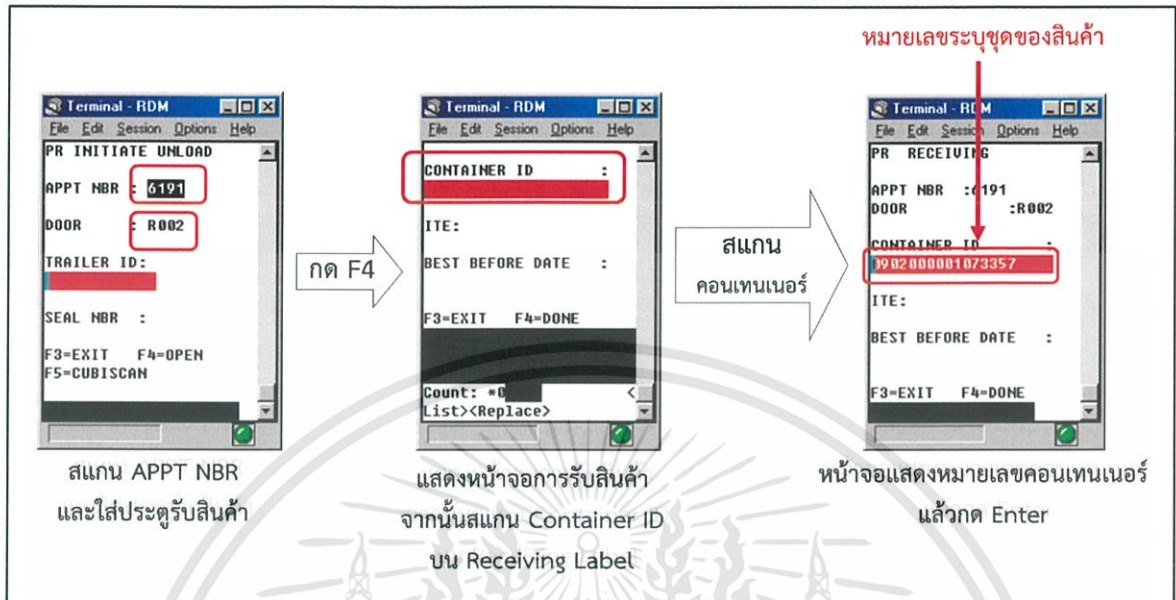 หมายเลขระบุชุดของสินค้า
Terminal - RDM
File Edit Session Options Help
PR INITIATE UNLOAD
APPT NBR : 6191
DOOR : R002
TRAILER ID:
SEAL NBR :
F3=EXIT F4=OPEN
F5=CUBISCAN
สแกน APPT NBR
และใส่ประตูรับสินค้า
กด F4
Terminal - RDM
File Edit Session Options Help
CONTAINER ID :
ITE:
BEST BEFORE DATE :
F3=EXIT F4=DONE
Count: *0 <
List><Replace>
แสดงหน้าจอการรับสินค้า
จากนั้นสแกน Container ID
บน Receiving Label
สแกน
คอนเทนเนอร์
Terminal - RDM
File Edit Session Options Help
PR RECEIVING
APPT NBR :6191
DOOR :R002
CONTAINER ID :
0902000001073357
ITE:
BEST BEFORE DATE :
F3=EXIT F4=DONE
หน้าจอแสดงหมายเลขคอนเทนเนอร์
แล้วกด Enter